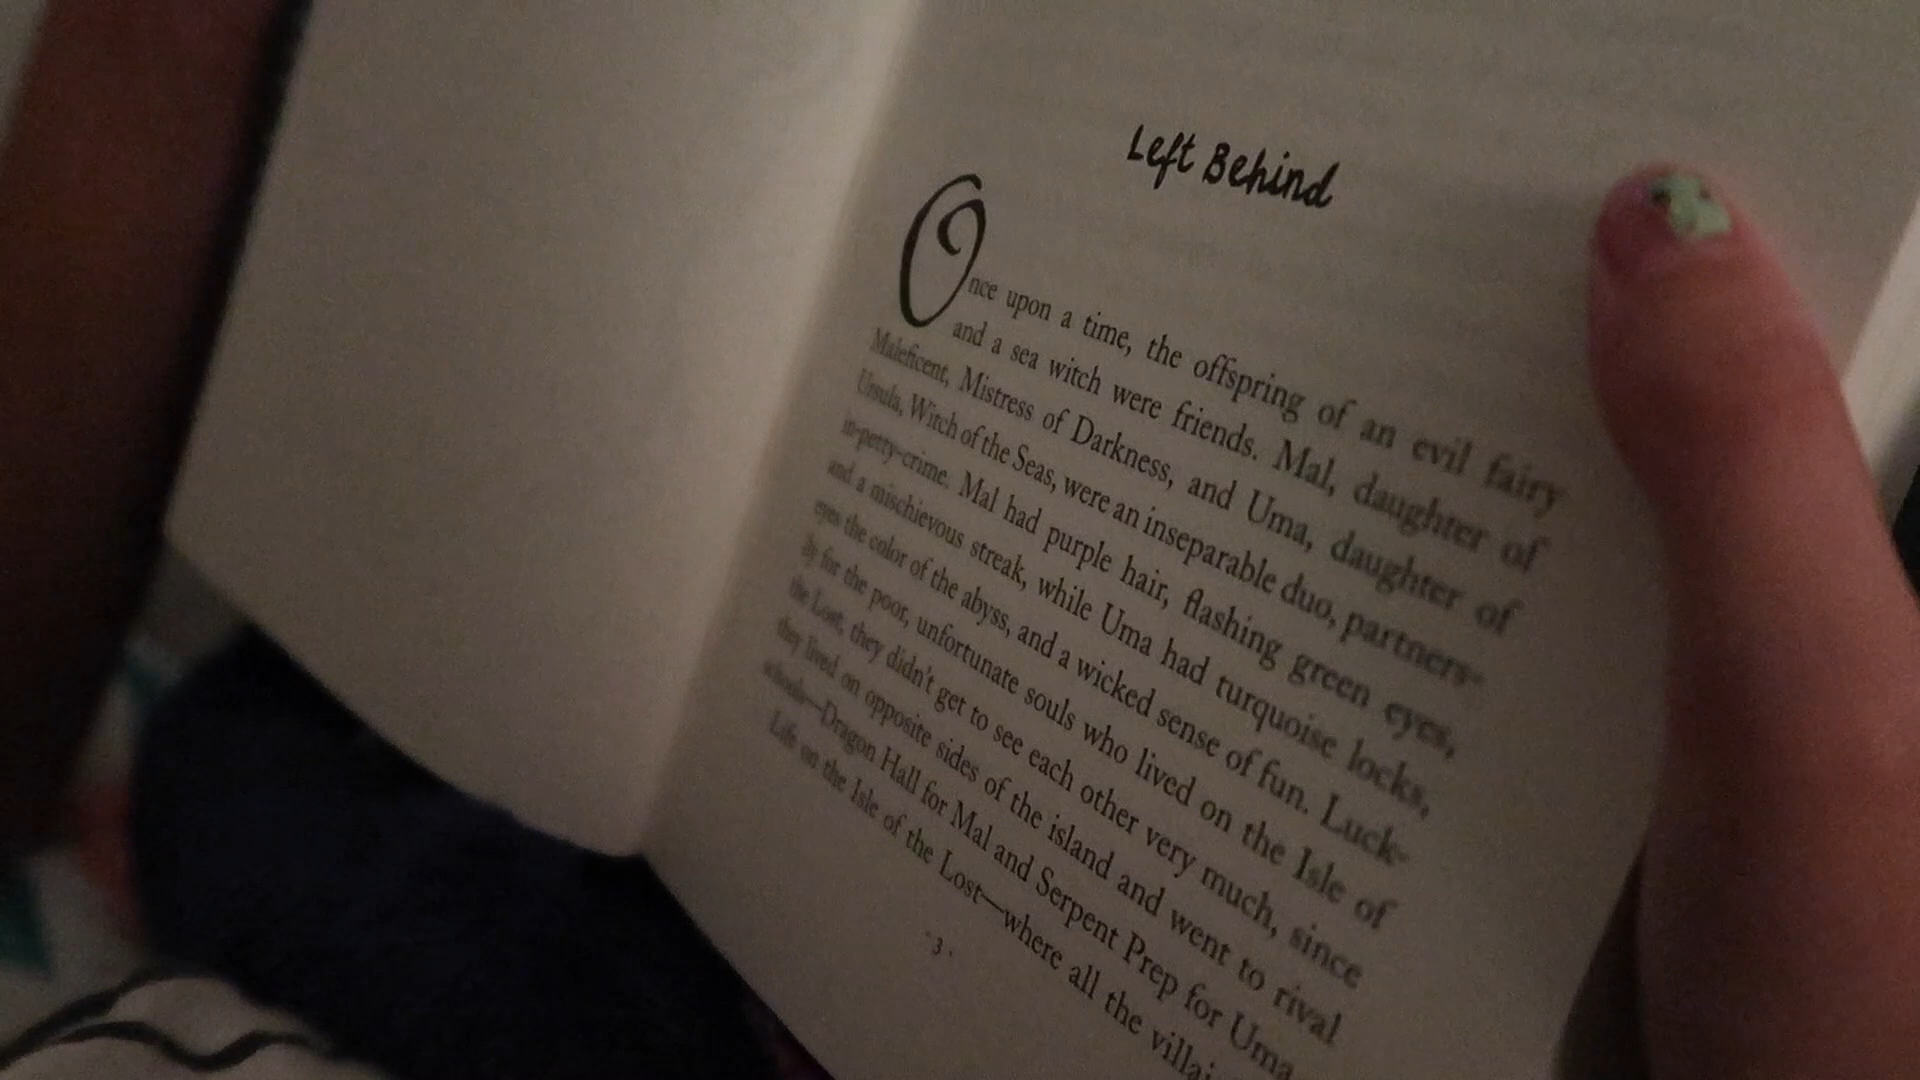 Left Behind
Once upon a time, the offspring of an evil fairy
and a sea witch were friends. Mal, daughter of
Maleficent, Mistress of Darkness, and Uma, daughter of
Ursula, Witch of the Seas, were an inseparable duo, partners-
in-petty-crime. Mal had purple hair, flashing green eyes,
and a mischievous streak, while Uma had turquoise locks,
eyes the color of the abyss, and a wicked sense of fun. Luck-
ily for the poor, unfortunate souls who lived on the Isle of
the Lost, they didn't get to see each other very much, since
they lived on opposite sides of the island and went to rival
schools—Dragon Hall for Mal and Serpent Prep for Uma.
Life on the Isle of the Lost—where all the
· 3 ·